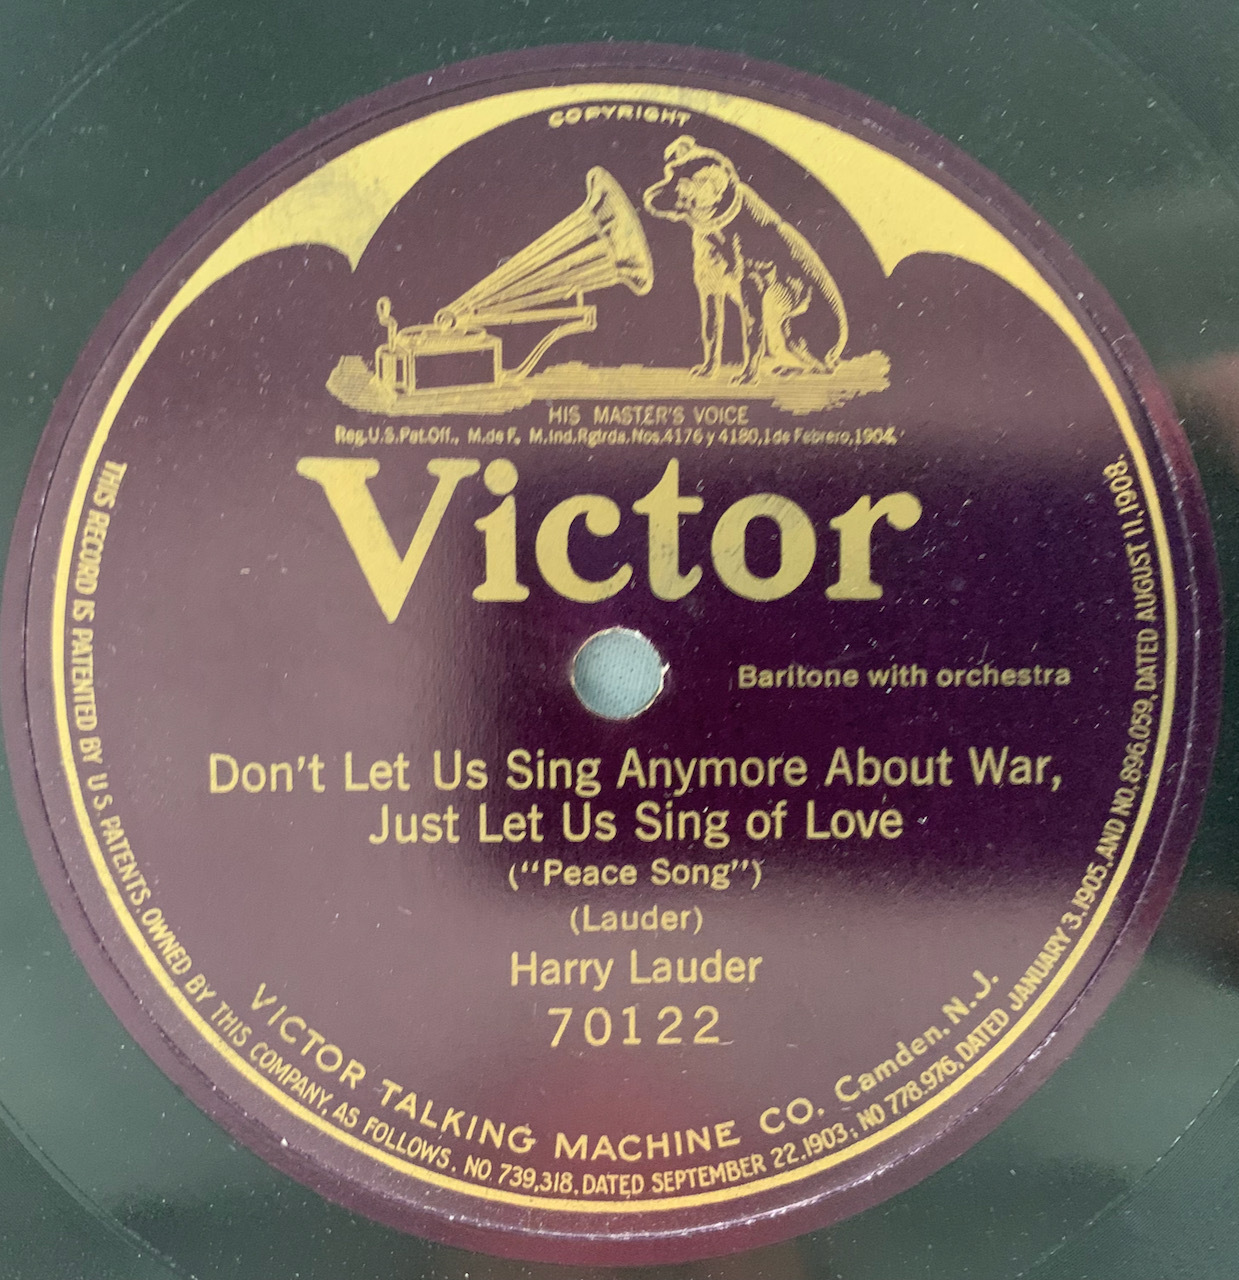 COPYRIGHT
HIS MASTER'S VOICE
Reg.U.S.Pat.Off., M.de F., M.Ind.Rgtrda.Nos.4176 y 4180,1 de Febrero,1904.
Victor
Baritone with orchestra
Don't Let Us Sing Anymore About War,
Just Let Us Sing of Love
("Peace Song")
(Lauder)
Harry Lauder
70122
VICTOR TALKING MACHINE CO. Camden, N.J.
THIS RECORD IS PATENTED BY U.S. PATENTS, OWNED BY THIS COMPANY, AS FOLLOWS. NO. 739,318, DATED SEPTEMBER 22.1903; NO 778.976, DATED JANUARY 3.1905, AND NO. 896,059, DATED AUGUST 11,1908.